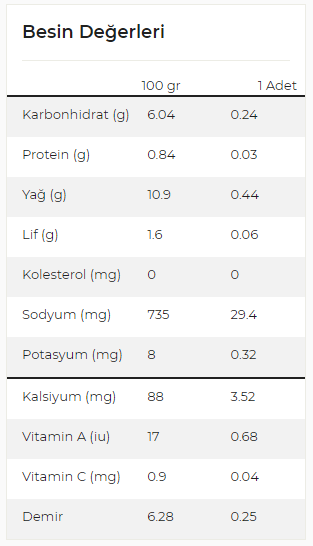 Besin Değerleri
100 gr 1 Adet
Karbonhidrat (g) 6.04 0.24
Protein (g) 0.84 0.03
Yağ (g) 10.9 0.44
Lif (g) 1.6 0.06
Kolesterol (mg) 0 0
Sodyum (mg) 735 29.4
Potasyum (mg) 8 0.32
Kalsiyum (mg) 88 3.52
Vitamin A (iu) 17 0.68
Vitamin C (mg) 0.9 0.04
Demir 6.28 0.25